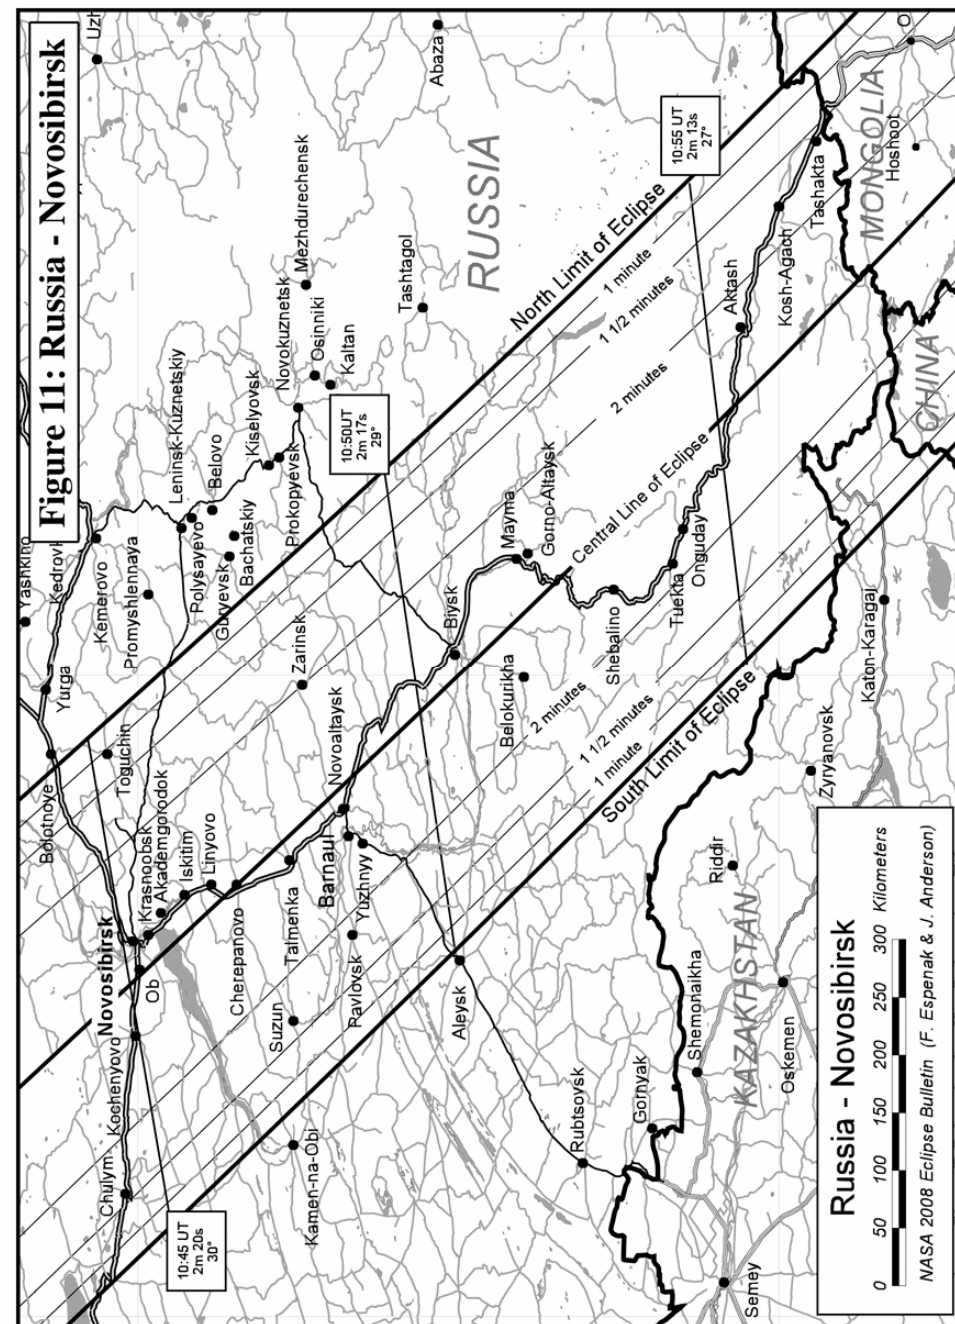 Figure 11: Russia - Novosibirsk
Abaza
RUSSIA
10:55 UT
2m 13s
27°
MONGOLIA
Hoshoot
Tashakta
Kosh-Agach
Aktash
CHINA
North Limit of Eclipse
1 minute
1 1/2 minutes
2 minutes
Central Line of Eclipse
Mezhdurechensk
Tashtagol
Novokuznetsk
Osinniki
Kaltan
Kiselyovsk
Prokopyevsk
Leninsk-Kuznetskiy
Belovo
Polysayevo
Bachatskiy
Guryevsk
10:50UT
2m 17s
29°
Yashkino
Kemerovo
Promyshlennaya
Yurga
Toguchin
Bolotnoye
Zarinsk
Biysk
Mayma
Gorno-Altaysk
Belokurikha
Shebalino
Tuekta
Onguday
2 minutes
1 1/2 minutes
1 minute
South Limit of Eclipse
Katon-Karagaj
Zyryanovsk
Riddir
KAZAKHSTAN
Novoaltaysk
Barnaul
Yuzhnyy
Talmenka
Pavlovsk
Aleysk
Suzun
Cherepanovo
Linyovo
Iskitim
Akademgorodok
Krasnoobsk
Novosibirsk
Ob
Kochenyovo
Chulym
Kamen-na-Obi
10:45 UT
2m 20s
30°
Rubtsovsk
Gornyak
Shemonaikha
Oskemen
Semey
Russia - Novosibirsk
0 50 100 150 200 250 300 Kilometers
NASA 2008 Eclipse Bulletin (F. Espenak & J. Anderson)